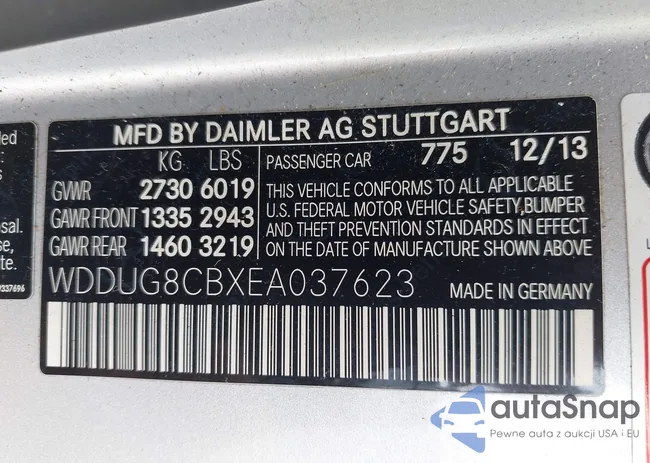 MFD BY DAIMLER AG STUTTGART
KG LBS PASSENGER CAR 775 12/13
GVWR 2730 6019
GAWR FRONT 1335 2943
GAWR REAR 1460 3219
THIS VEHICLE CONFORMS TO ALL APPLICABLE
U.S. FEDERAL MOTOR VEHICLE SAFETY, BUMPER
AND THEFT PREVENTION STANDARDS IN EFFECT
ON THE DATE OF MANUFACTURE SHOWN ABOVE
WDDUG8CBXEA037623 MADE IN GERMANY
autaSnap
Pewne auta z aukcji USA i EU